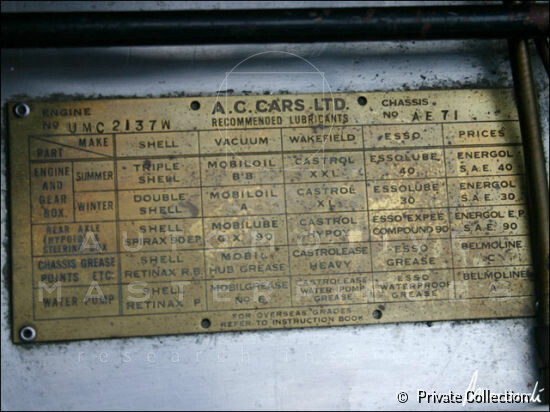 A.C. CARS LTD.
RECOMMENDED LUBRICANTS
ENGINE
No UMC2137W
CHASSIS
No AE71
MAKE SHELL VACUUM WAKEFIELD ESSO PRICES
PART
ENGINE AND GEAR BOX. SUMMER TRIPLE SHELL MOBILOIL B'B CASTROL XXL ESSOLUBE 40 ENERGOL S.A.E. 40
WINTER DOUBLE SHELL MOBILOIL A CASTROL XL ESSOLUBE 30 ENERGOL S.A.E. 30
REAR AXLE (HYPOID) STEERING BOX SHELL SPIRAX 90 EP MOBILUBE GX 90 CASTROL HYPOY ESSO EXPEE COMPOUND 90 ENERGOL E.P. S.A.E. 90
CHASSIS GREASE POINTS ETC. SHELL RETINAX R.B. MOBIL HUB GREASE CASTROLEASE HEAVY ESSO GREASE BELMOLINE C
WATER PUMP SHELL RETINAX P. MOBILGREASE No 6 CASTROLEASE WATER PUMP GREASE ESSO WATERPROOF GREASE BELMOLINE A
FOR OVERSEAS GRADES
REFER TO INSTRUCTION BOOK
© Private Collection